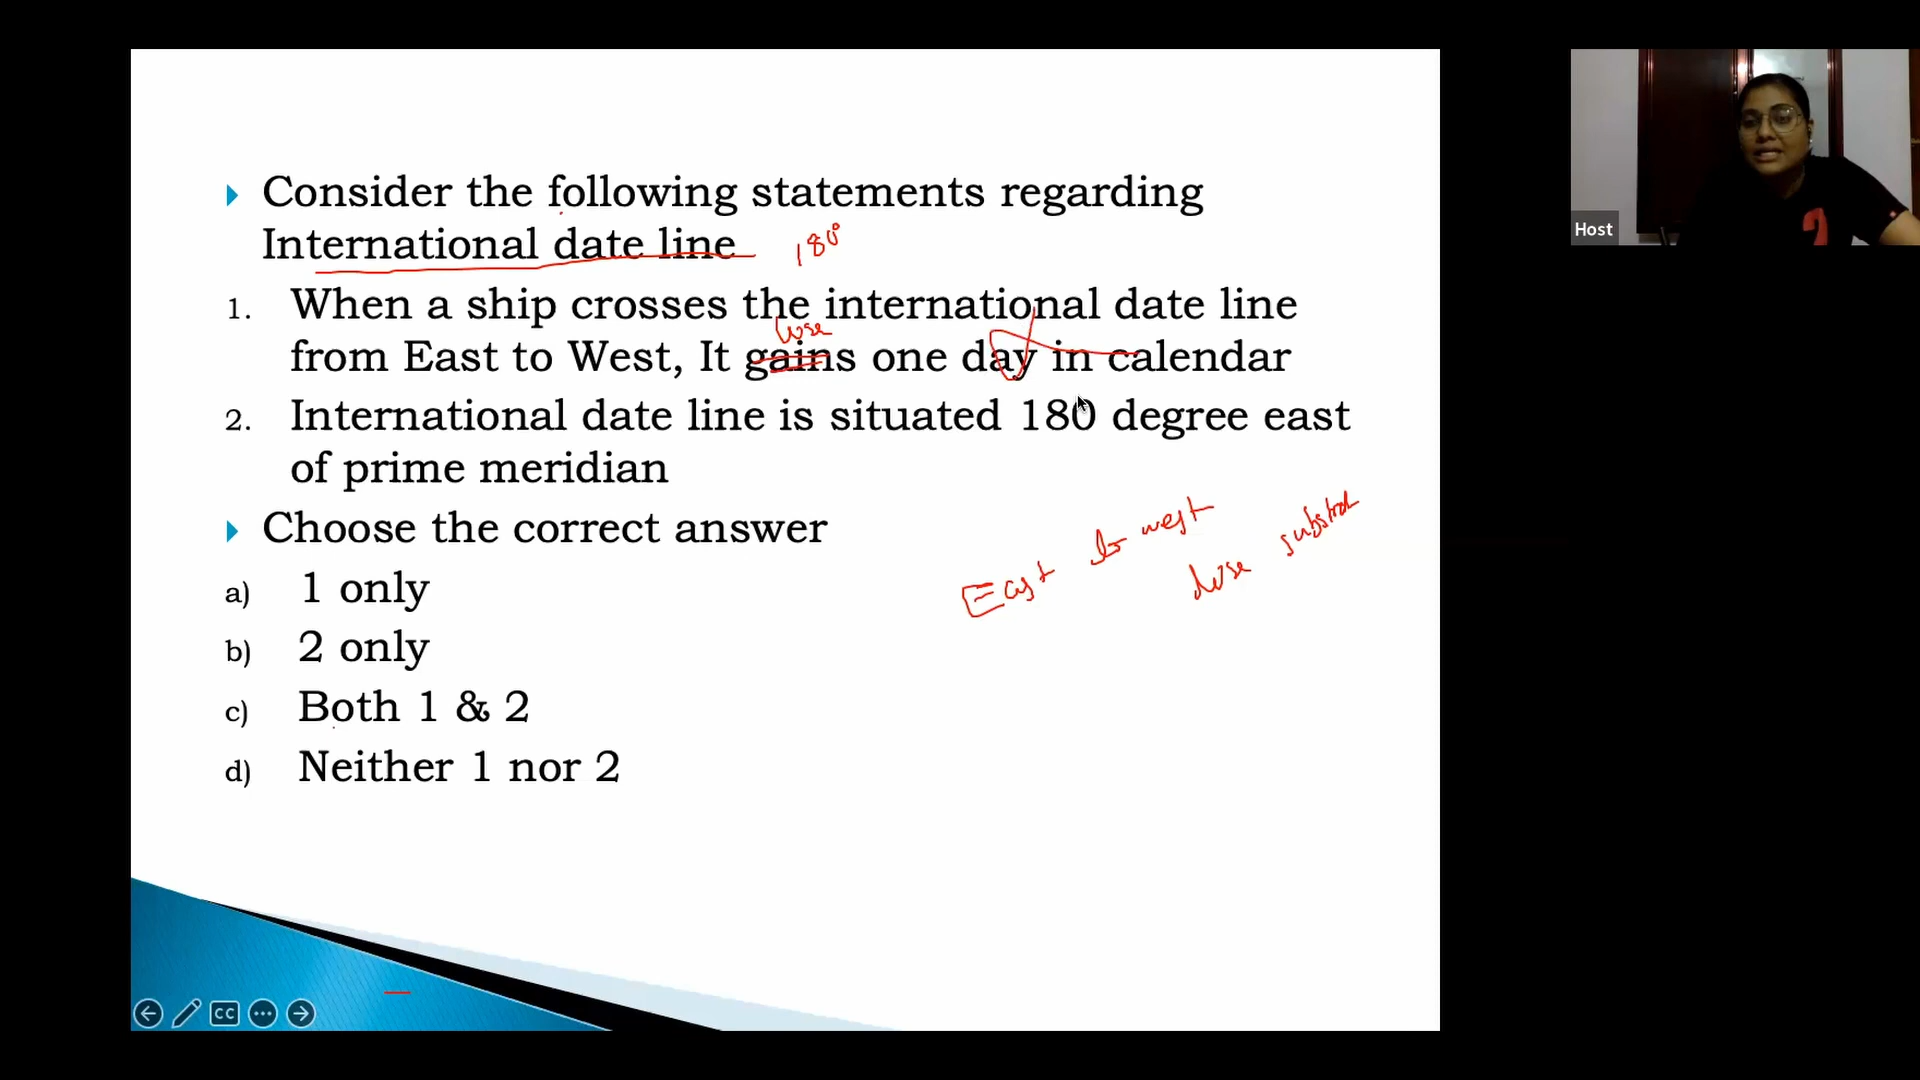 Consider the following statements regarding
International date line 180°
1. When a ship crosses the international date line
lose
from East to West, It gains one day in calendar
2. International date line is situated 180 degree east
of prime meridian
Choose the correct answer
a) 1 only
b) 2 only
c) Both 1 & 2
d) Neither 1 nor 2
East to west
lose
Host
CC